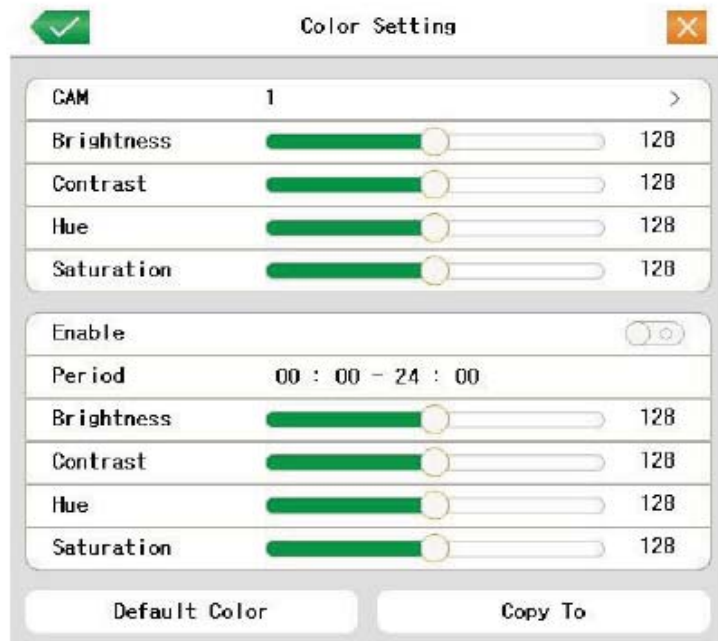 Color Setting
CAM 1 >
Brightness 128
Contrast 128
Hue 128
Saturation 128
Enable
Period 00 : 00 - 24 : 00
Brightness 128
Contrast 128
Hue 128
Saturation 128
Default Color Copy To